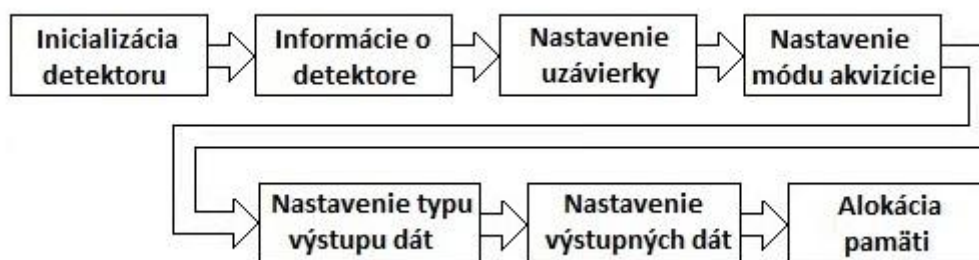 Inicializácia
detektoru
Informácie o
detektore
Nastavenie
uzávierky
Nastavenie
módu akvizície
Nastavenie typu
výstupu dát
Nastavenie
výstupných dát
Alokácia
pamäti